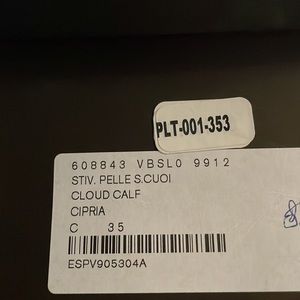 PLT-001-353
608843 VBSL0 9912
STIV. PELLE S.CUOI
CLOUD CALF
CIPRIA
C 35
ESPV905304A